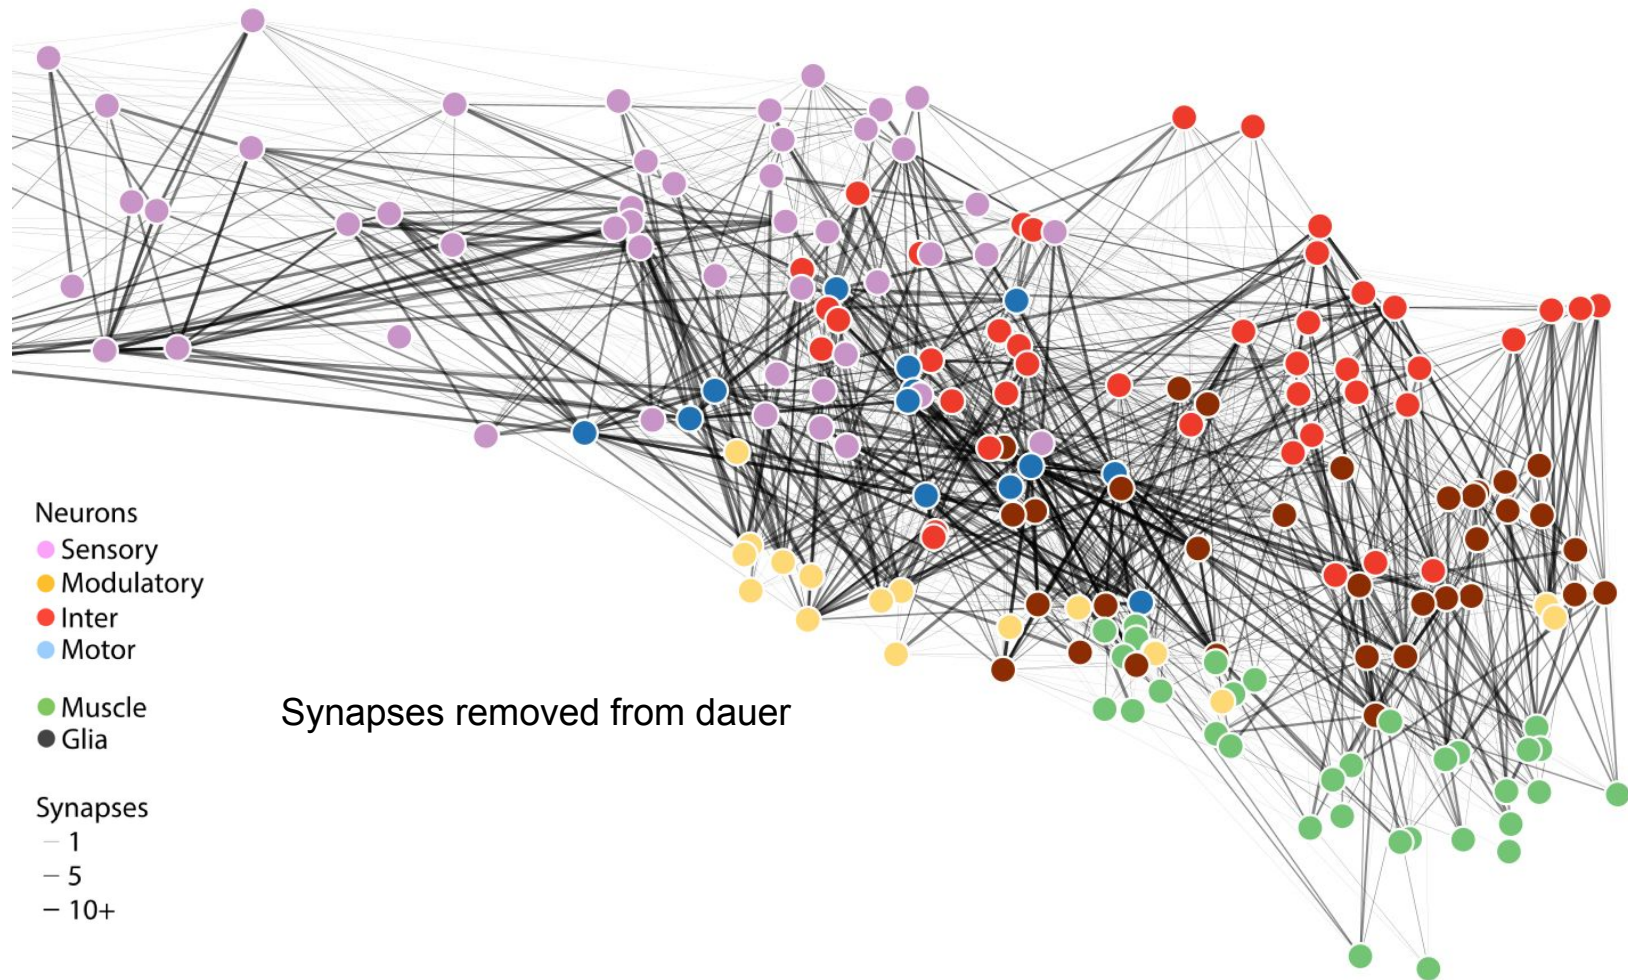 Neurons
Sensory
Modulatory
Inter
Motor
Muscle
Glia
Synapses removed from dauer
Synapses
1
5
10+